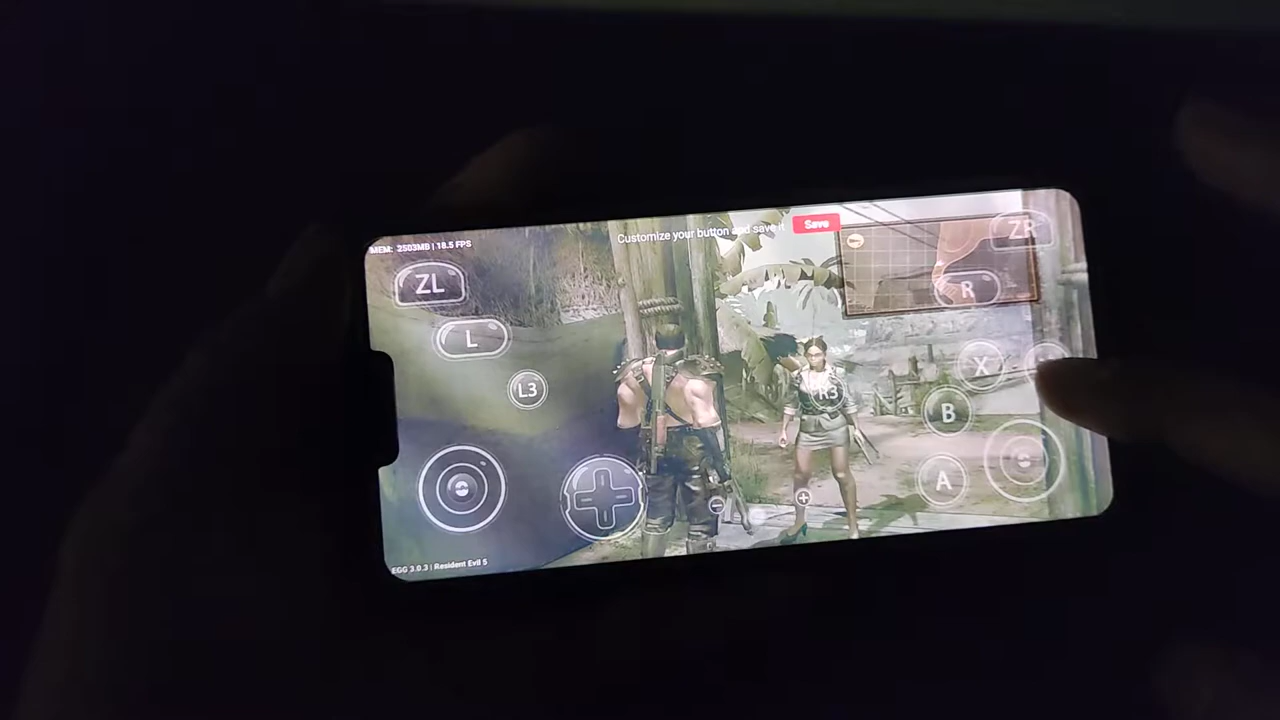 MEM: 2503MB | 18.5 FPS
Customize your button and save it
Save
ZL
ZR
L
R
L3
R3
X
B
A
EGG 3.0.3 | Resident Evil 5